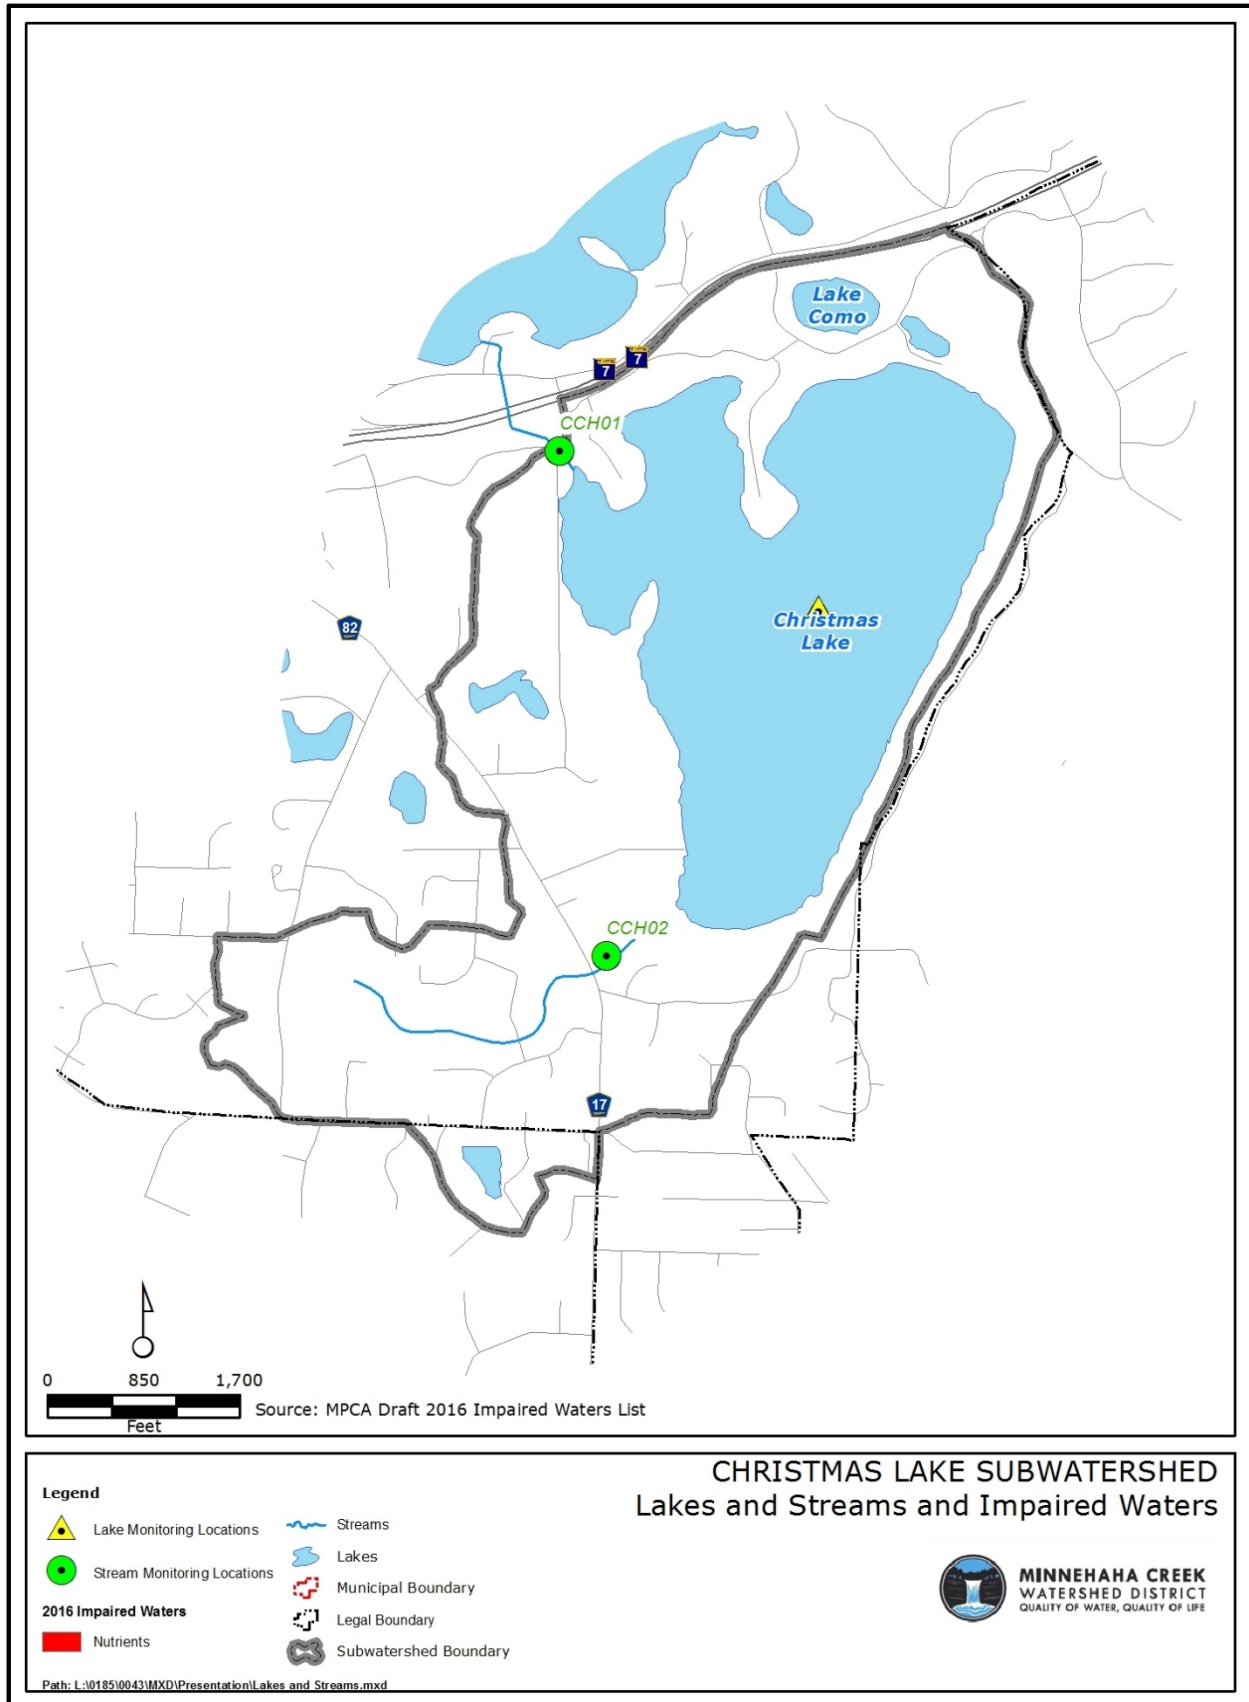 Lake
Como
7
7
CCH01
82
Christmas
Lake
CCH02
17
0 850 1,700
Feet
Source: MPCA Draft 2016 Impaired Waters List
CHRISTMAS LAKE SUBWATERSHED
Lakes and Streams and Impaired Waters
Legend
Lake Monitoring Locations
Stream Monitoring Locations
2016 Impaired Waters
Nutrients
Streams
Lakes
Municipal Boundary
Legal Boundary
Subwatershed Boundary
MINNEHAHA CREEK
WATERSHED DISTRICT
QUALITY OF WATER, QUALITY OF LIFE
Path: L:\0185\0043\MXD\Presentation\Lakes and Streams.mxd